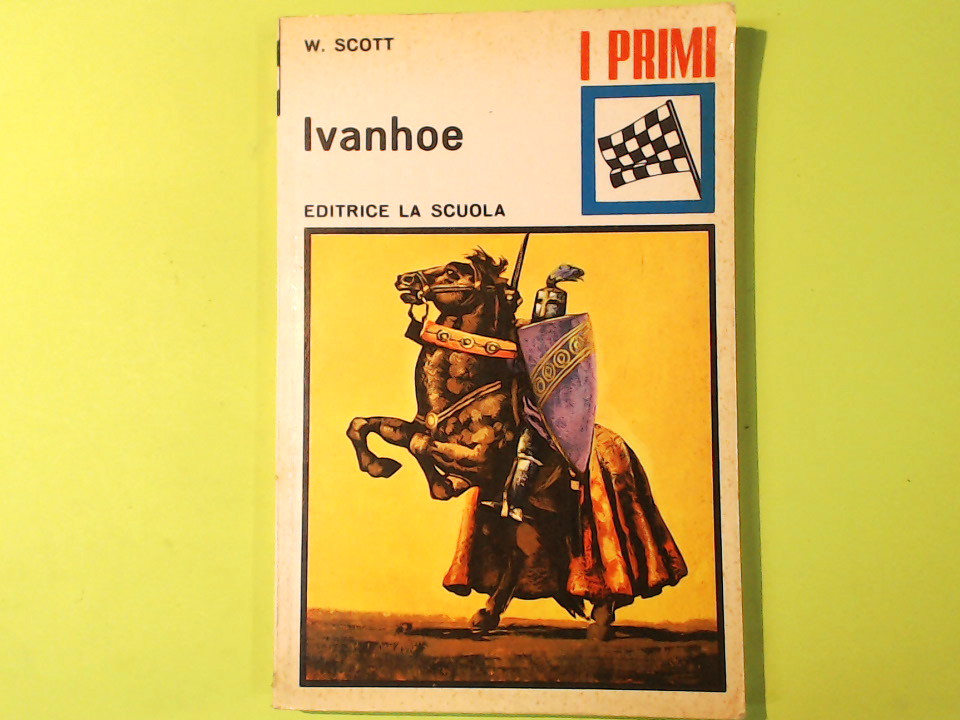 W. SCOTT
I PRIMI
Ivanhoe
EDITRICE LA SCUOLA